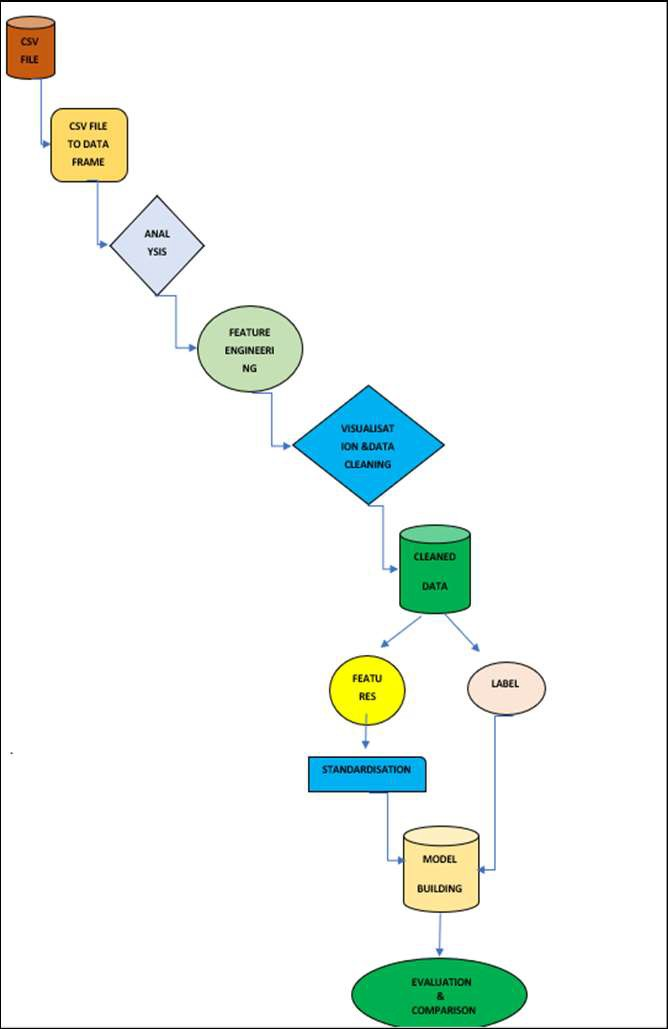 CSV
FILE
CSV FILE
TO DATA
FRAME
ANAL
YSIS
FEATURE
ENGINEERI
NG
VISUALISAT
ION &DATA
CLEANING
CLEANED
DATA
FEATU
RES
LABEL
STANDARDISATION
MODEL
BUILDING
EVALUATION
&
COMPARISON